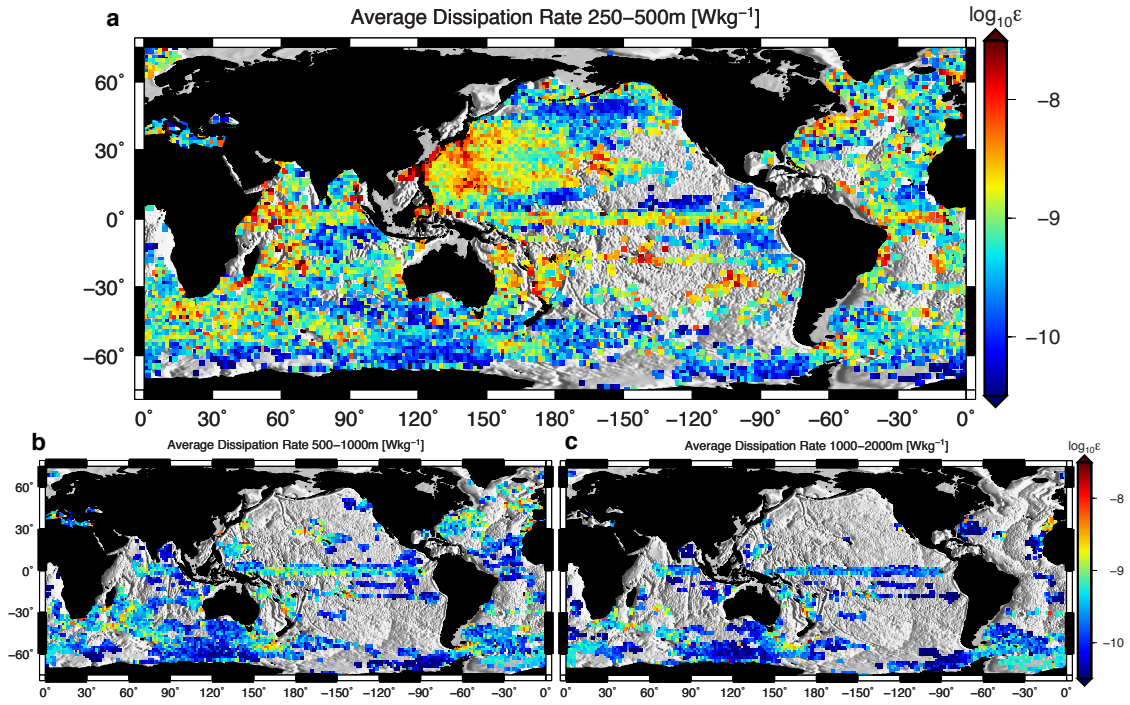 a Average Dissipation Rate 250−500m [Wkg⁻¹] log₁₀ε
60°
30°
0°
−30°
−60°
−8
−9
−10
0° 30° 60° 90° 120° 150° 180° −150° −120° −90° −60° −30° 0°
b Average Dissipation Rate 500−1000m [Wkg⁻¹]
60°
30°
0°
−30°
−60°
0° 30° 60° 90° 120° 150° 180° −150° −120° −90° −60° −30° 0°
c Average Dissipation Rate 1000−2000m [Wkg⁻¹] log₁₀ε
−8
−9
−10
0° 30° 60° 90° 120° 150° 180° −150° −120° −90° −60° −30° 0°